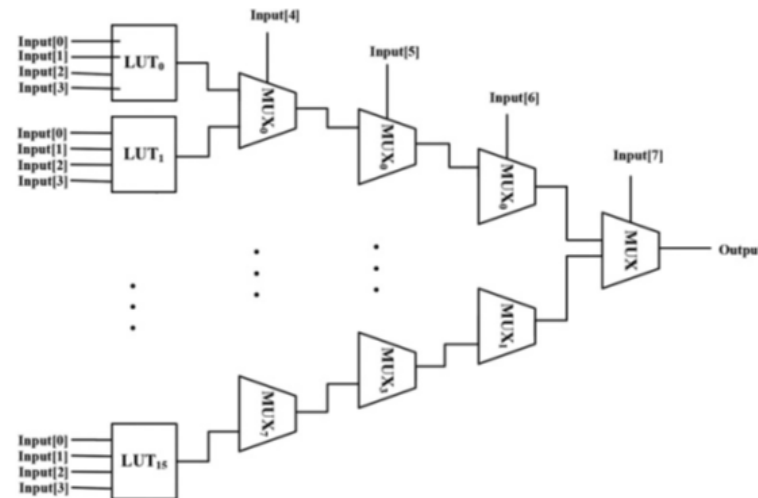 Input[4]
Input[0]
Input[1]
Input[2]
Input[3]
LUT0
Input[5]
MUX0
Input[6]
MUX0
Input[0]
Input[1]
Input[2]
Input[3]
LUT1
MUX0
Input[7]
MUX
Outpu
MUX1
MUX3
MUX7
Input[0]
Input[1]
Input[2]
Input[3]
LUT15